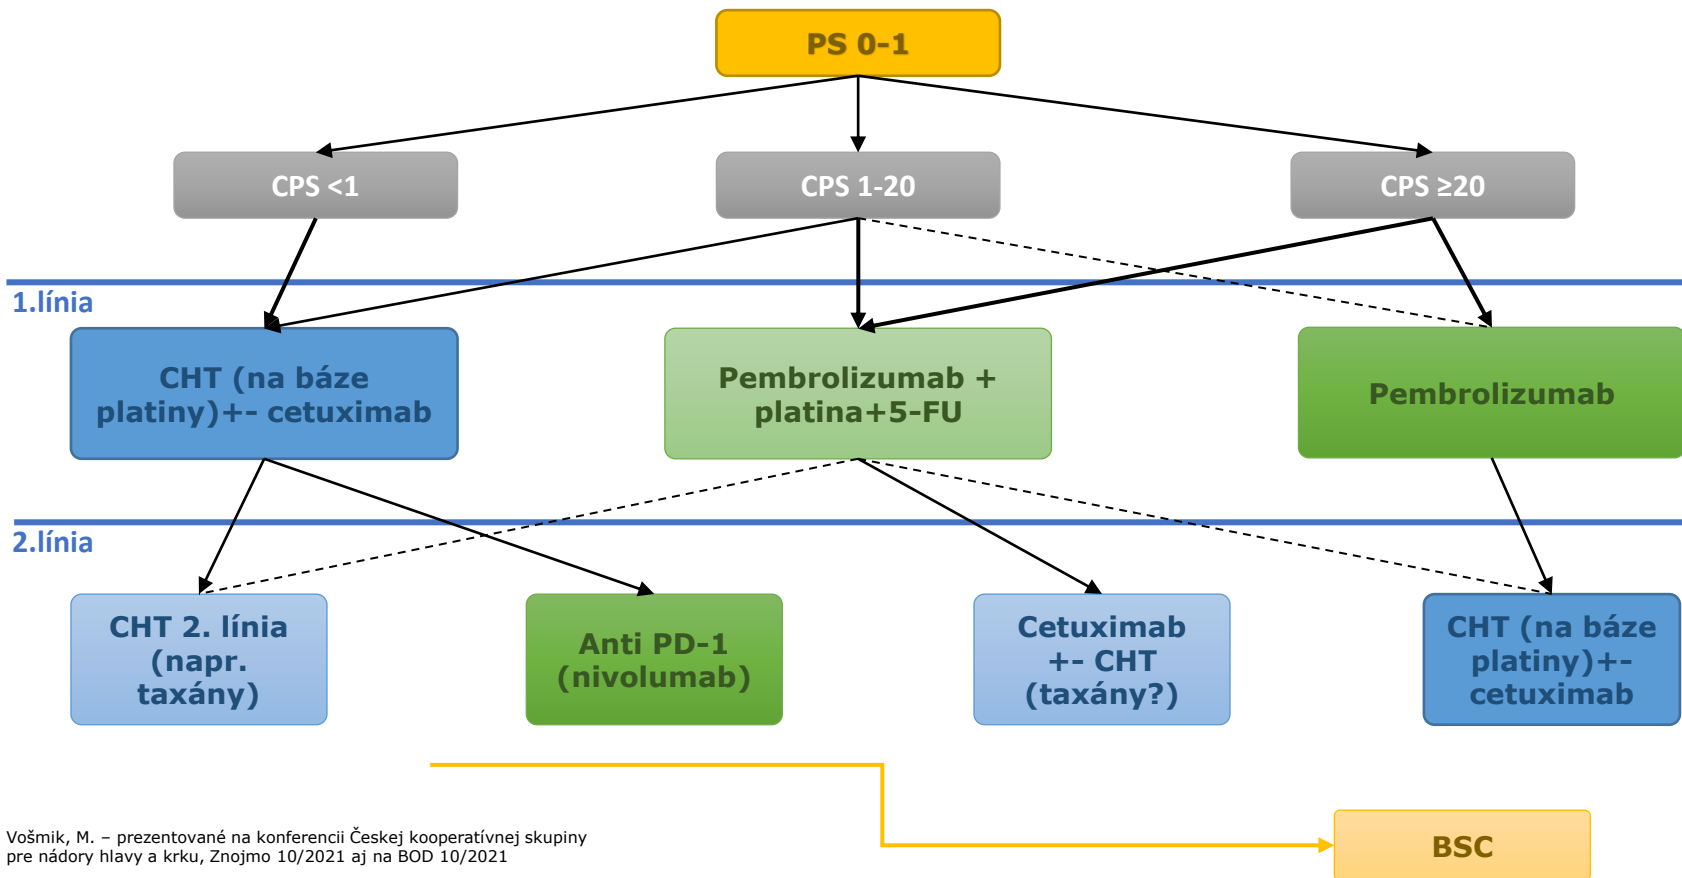 PS 0-1
CPS <1
CPS 1-20
CPS ≥20
1.línia
CHT (na báze
platiny)+- cetuximab
Pembrolizumab +
platina+5-FU
Pembrolizumab
2.línia
CHT 2. línia
(napr.
taxány)
Anti PD-1
(nivolumab)
Cetuximab
+- CHT
(taxány?)
CHT (na báze
platiny)+-
cetuximab
BSC
Vošmik, M. – prezentované na konferencii Českej kooperatívnej skupiny
pre nádory hlavy a krku, Znojmo 10/2021 aj na BOD 10/2021